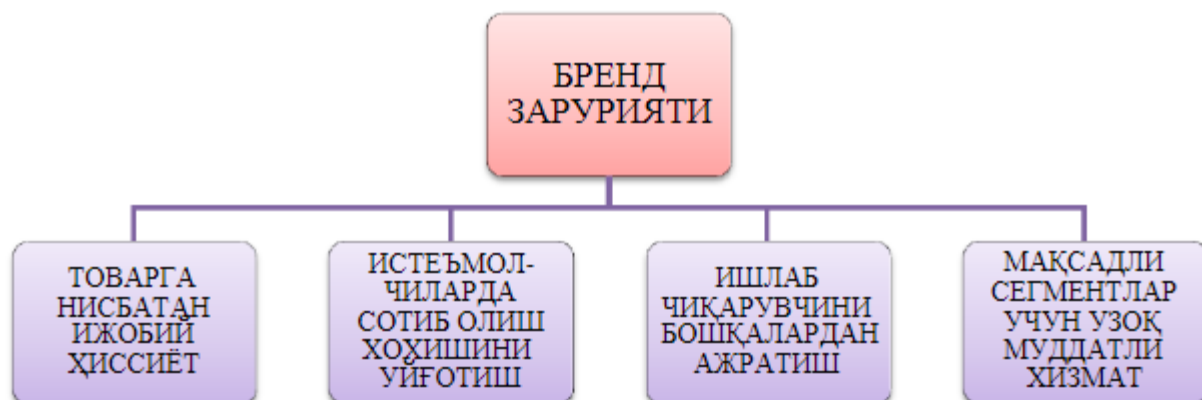 БРЕНД
ЗАРУРИЯТИ
ТОВАРГА
НИСБАТАН
ИЖОБИЙ
ҲИССИЁТ
ИСТЕЪМОЛ-
ЧИЛАРДА
СОТИБ ОЛИШ
ХОҲИШИНИ
УЙҒОТИШ
ИШЛАБ
ЧИҚАРУВЧИНИ
БОШҚАЛАРДАН
АЖРАТИШ
МАҚСАДЛИ
СЕГМЕНТЛАР
УЧУН УЗОҚ
МУДДАТЛИ
ХИЗМАТ